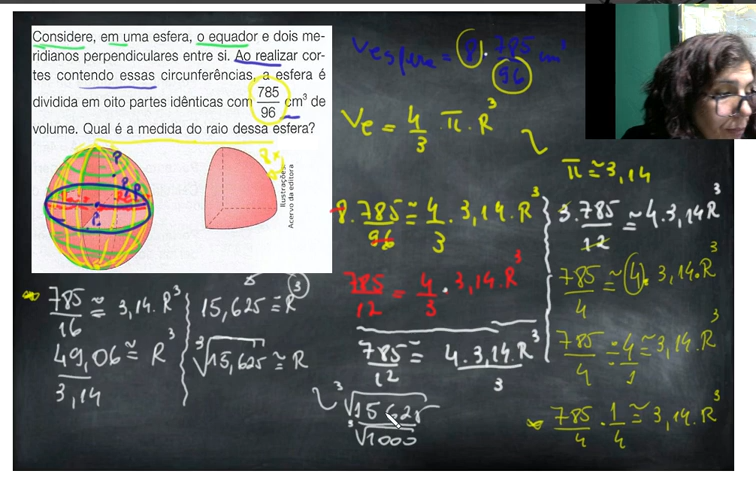 Considere, em uma esfera, o equador e dois me-
ridianos perpendiculares entre si. Ao realizar cor-
tes contendo essas circunferências, a esfera é
dividida em oito partes idênticas com 785/96 cm³ de
volume. Qual é a medida do raio dessa esfera?
Ilustrações:
Acervo da editora
Vesfera = 8 . 785/96 cm³
Ve = 4/3 . π . R³
π ≅ 3,14
8 . 785/96 ≅ 4/3 . 3,14 . R³
785/12 = 4/3 . 3,14 . R³
785/12 ≅ 4 . 3,14 . R³/3
3 . 785/12 ≅ 4 . 3,14 R³
785/4 ≅ (4) . 3,14 . R³
785/4 ÷ 4/1 ≅ 3,14 . R³
785/4 . 1/4 ≅ 3,14 . R³
785/16 ≅ 3,14 . R³
49,06/3,14 ≅ R³
15,625 ≅ R³
³√15,625 ≅ R
³√15625/³√1000